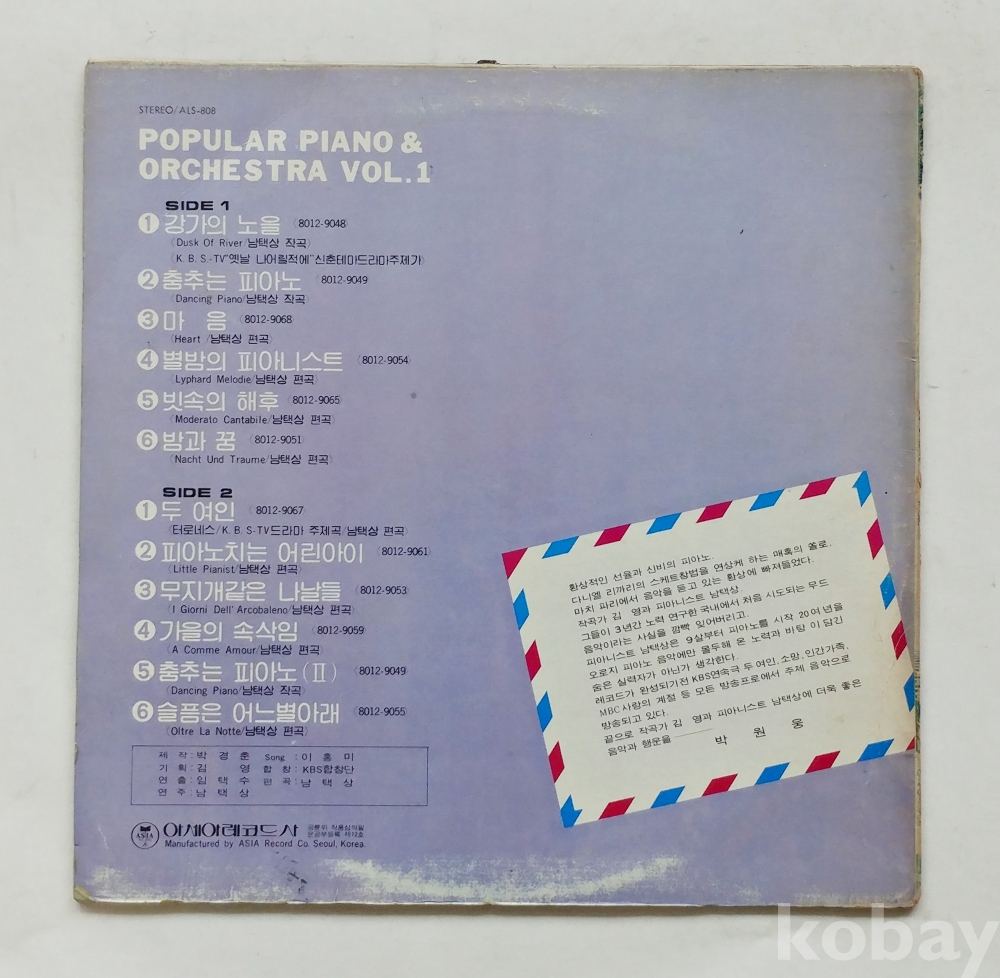 STEREO/ALS-808
POPULAR PIANO &
ORCHESTRA VOL.1
SIDE 1
1 강가의 노을 (8012-9048)
(Dusk Of River/남택상 작곡)
(K.B.S.-TV"옛날 나어릴적에"신춘테마드라마주제가)
2 춤추는 피아노 (8012-9049
(Dancing Piano/남택상 작곡)
3 마 음 (8012-9068)
(Heart /남택상 편곡)
4 별밤의 피아니스트 (8012-9054)
(Lyphard Melodie/남택상 편곡)
5 빗속의 해후 (8012-9065)
(Moderato Cantabile/남택상 편곡)
6 밤과 꿈 (8012-9051)
(Nacht Und Traume/남택상 편곡)
SIDE 2
1 두 여인 (8012-9067)
(터로네스/K.B.S-TV드라마 주제곡/남택상 편곡)
2 피아노치는 어린아이 (8012-9061)
(Little Pianist/남택상 편곡)
3 무지개같은 나날들 (8012-9053)
(I Giorni Dell' Arcobaleno/남택상 편곡)
4 가을의 속삭임 (8012-9059)
(A Comme Amour/남택상 편곡)
5 춤추는 피아노(II) (8012-9049)
(Dancing Piano/남택상 작곡)
6 슬픔은 어느별아래 (8012-9055)
(Oltre La Notte/남택상 편곡)
제 작:박 경 춘 Song:이 홍 미
기 획:김 영 합 창:KBS합창단
연 출:임 택 수 편 곡:남 택 상
연 주:남 택 상
ASIA
아세아레코드사
Manufactured by ASIA Record Co. Seoul, Korea.
환상적인 선율과 신비의 피아노.
다니엘 리까리의 스케트창법을 연상케 하는 매혹의 쏠로.
마치 파리에서 음악을 듣고 있는 환상에 빠져들었다.
작곡가 김 영과 피아니스트 남택상.
그들이 3년간 노력 연구한 국내에서 처음 시도되는 무드
음악이라는 사실을 깜빡 잊어버리고.
피아니스트 남택상은 9살부터 피아노를 시작 20여년을
오로지 피아노 음악에만 몰두해 온 노력과 바탕이 담긴
숨은 실력자가 아닌가 생각한다.
레코드가 완성되기전 KBS연속극 두 여인, 소망, 인간가족,
MBC 사랑의 계절 등 모든 방송프로에서 주제 음악으로
방송되고 있다.
끝으로 작곡가 김 영과 피아니스트 남택상에 더욱 좋은
음악과 행운을
박 원 웅
kobay